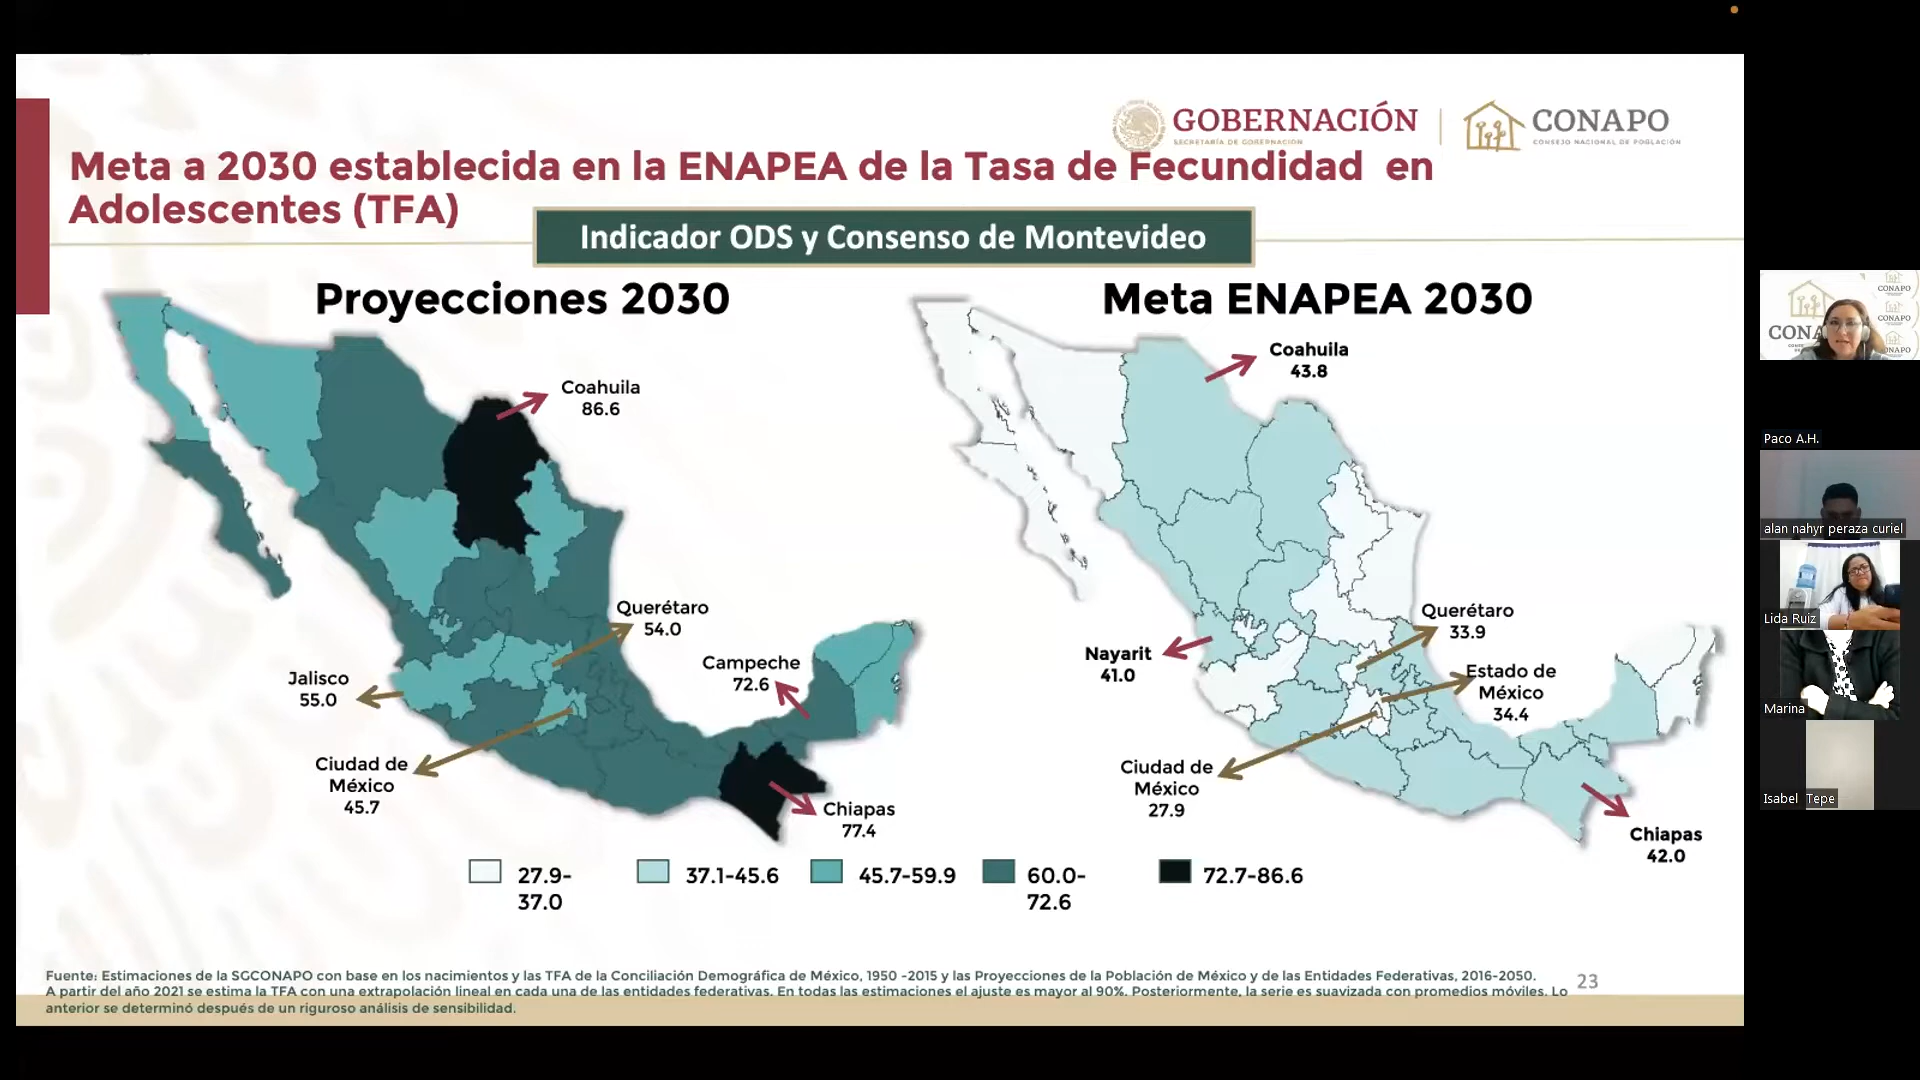 GOBERNACIÓN
SECRETARÍA DE GOBERNACIÓN
CONAPO
CONSEJO NACIONAL DE POBLACIÓN
Meta a 2030 establecida en la ENAPEA de la Tasa de Fecundidad en
Adolescentes (TFA)
Indicador ODS y Consenso de Montevideo
Proyecciones 2030
Coahuila
86.6
Querétaro
54.0
Campeche
72.6
Jalisco
55.0
Ciudad de
México
45.7
Chiapas
77.4
Meta ENAPEA 2030
Coahuila
43.8
Querétaro
33.9
Nayarit
41.0
Estado de
México
34.4
Ciudad de
México
27.9
Chiapas
42.0
27.9-
37.0
37.1-45.6
45.7-59.9
60.0-
72.6
72.7-86.6
Fuente: Estimaciones de la SGCONAPO con base en los nacimientos y las TFA de la Conciliación Demográfica de México, 1950 -2015 y las Proyecciones de la Población de México y de las Entidades Federativas, 2016-2050.
A partir del año 2021 se estima la TFA con una extrapolación lineal en cada una de las entidades federativas. En todas las estimaciones el ajuste es mayor al 90%. Posteriormente, la serie es suavizada con promedios móviles. Lo
anterior se determinó después de un riguroso análisis de sensibilidad.
23
CONAPO
CONAPO
CONA
ONAPO
Paco A.H.
alan nahyr peraza curiel
Lida Ruiz
Marina
Isabel Tepe